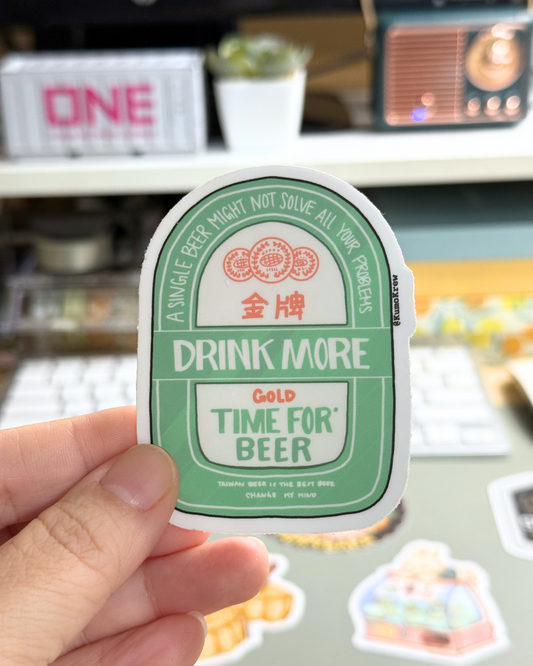 ONE
A SINGLE BEER MIGHT NOT SOLVE ALL YOUR PROBLEMS
@KumoKrew
金牌
DRINK MORE
GOLD
TIME FOR
BEER
TAIWAN BEER IS THE BEST BEER
CHANGE MY MIND